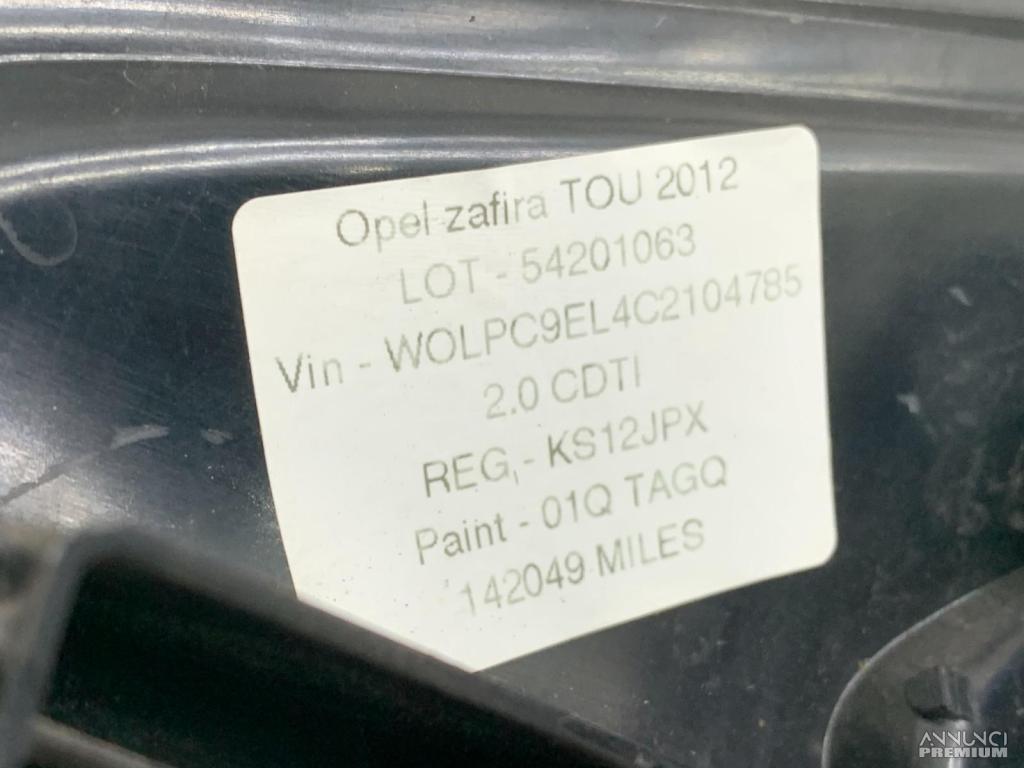 Opel zafira TOU 2012
LOT - 54201063
Vin - WOLPC9EL4C2104785
2.0 CDTI
REG,- KS12JPX
Paint - 01Q TAGQ
142049 MILES
ANNUNCI
PREMIUM